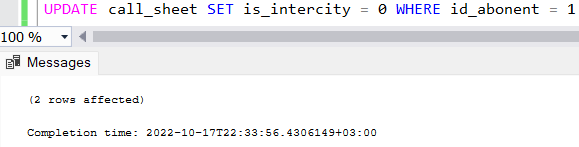 UPDATE call_sheet SET is_intercity = 0 WHERE id_abonent = 1
100 %
Messages
(2 rows affected)
Completion time: 2022-10-17T22:33:56.4306149+03:00